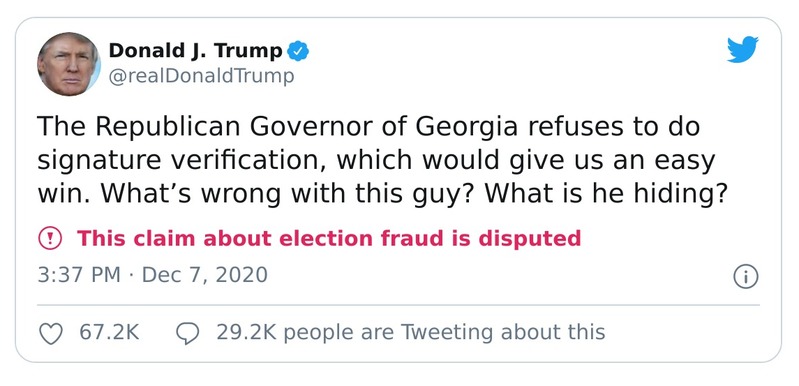 Donald J. Trump
@realDonaldTrump
The Republican Governor of Georgia refuses to do
signature verification, which would give us an easy
win. What’s wrong with this guy? What is he hiding?
This claim about election fraud is disputed
3:37 PM · Dec 7, 2020
67.2K 29.2K people are Tweeting about this